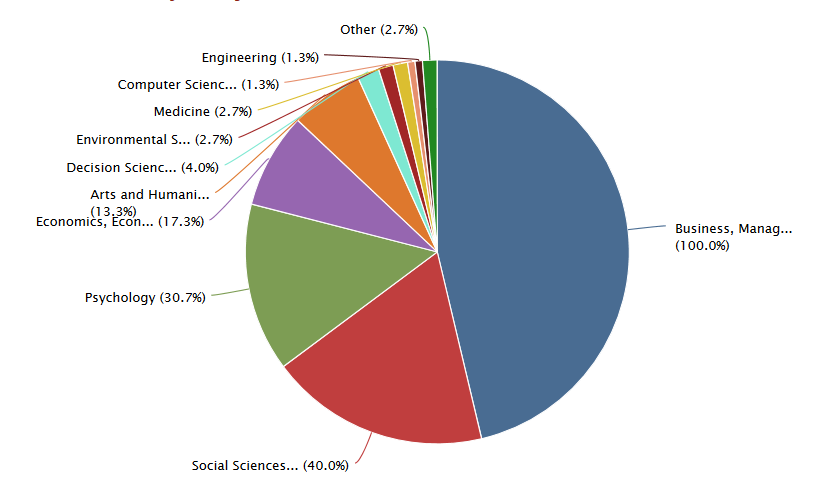 Other (2.7%)
Engineering (1.3%)
Computer Scienc... (1.3%)
Medicine (2.7%)
Environmental S... (2.7%)
Decision Scienc... (4.0%)
Arts and Humani...
(13.3%)
Economics, Econ... (17.3%)
Business, Manag...
(100.0%)
Psychology (30.7%)
Social Sciences... (40.0%)